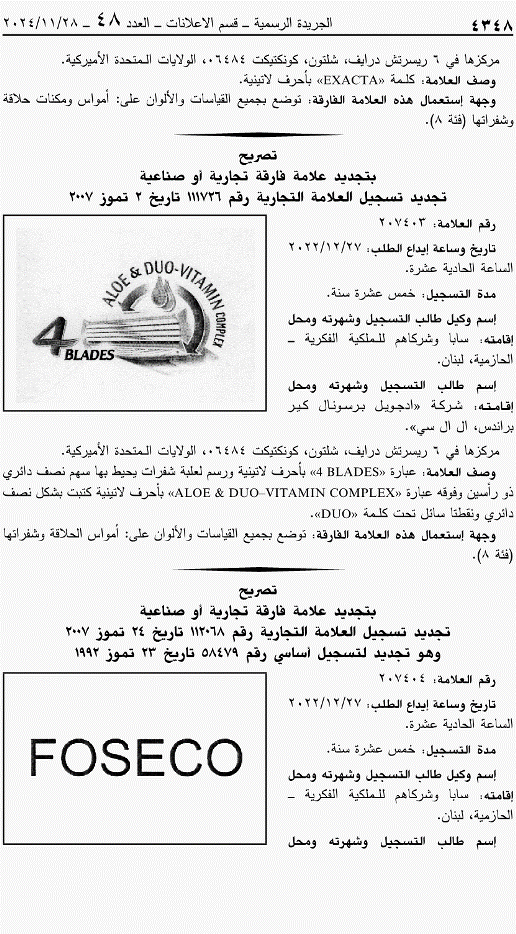 ٤٣٤٨ الجريدة الرسمية ــ قسم الاعلانات ــ العدد ٤٨ ــ ٢٠٢٤/١١/٢٨
مركزها في ٦ ريسرتش درايف، شلتون، كونكتيكت ٠٦٤٨٤، الولايات المتحدة الأميركية.
وصف العلامة: كلمة «EXACTA» بأحرف لاتينية.
وجهة إستعمال هذه العلامة الفارقة: توضع بجميع القياسات والألوان على: أمواس ومكنات حلاقة
وشفراتها (فئة ٨).
تصريح
بتجديد علامة فارقة تجارية أو صناعية
تجديد تسجيل العلامة التجارية رقم ١١١٧٣٦ تاريخ ٢ تموز ٢٠٠٧
رقم العلامة: ٢٠٧٤٠٣
تاريخ وساعة إيداع الطلب: ٢٠٢٢/١٢/٢٧
الساعة الحادية عشرة.
مدة التسجيل: خمس عشرة سنة.
إسم وكيل طالب التسجيل وشهرته ومحل
إقامته: سابا وشركاهم للملكية الفكرية ــ
الحازمية، لبنان.
إسم طالب التسجيل وشهرته ومحل
إقامته: شركة «أدجويل برسونال كير
براندس، ال ال سي».
ALOE & DUO-VITAMIN COMPLEX
4 BLADES
مركزها في ٦ ريسرتش درايف، شلتون، كونكتيكت ٠٦٤٨٤، الولايات المتحدة الأميركية.
وصف العلامة: عبارة «4 BLADES» بأحرف لاتينية ورسم لعلبة شفرات يحيط بها سهم نصف دائري
ذو رأسين وفوقه عبارة «ALOE & DUO–VITAMIN COMPLEX» بأحرف لاتينية كتبت بشكل نصف
دائري ونقطتا سائل تحت كلمة «DUO».
وجهة إستعمال هذه العلامة الفارقة: توضع بجميع القياسات والألوان على: أمواس الحلاقة وشفراتها
(فئة ٨).
تصريح
بتجديد علامة فارقة تجارية أو صناعية
تجديد تسجيل العلامة التجارية رقم ١١٢٠٦٨ تاريخ ٢٤ تموز ٢٠٠٧
وهو تجديد لتسجيل أساسي رقم ٥٨٤٧٩ تاريخ ٢٣ تموز ١٩٩٢
رقم العلامة: ٢٠٧٤٠٤
تاريخ وساعة إيداع الطلب: ٢٠٢٢/١٢/٢٧
الساعة الحادية عشرة.
مدة التسجيل: خمس عشرة سنة.
إسم وكيل طالب التسجيل وشهرته ومحل
إقامته: سابا وشركاهم للملكية الفكرية ــ
الحازمية، لبنان.
إسم طالب التسجيل وشهرته ومحل
FOSECO